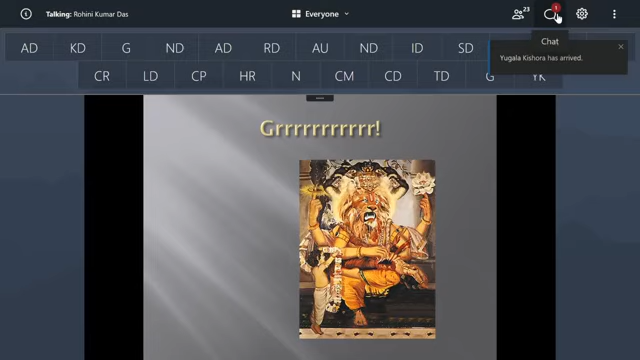 Talking: Rohini Kumar Das
Everyone
23
1
AD KD G ND AD RD AU ND ID SD
Chat
Yugala Kishora has arrived.
CR LD CP HR N CM CD TD G YK
Grrrrrrrrrrr!